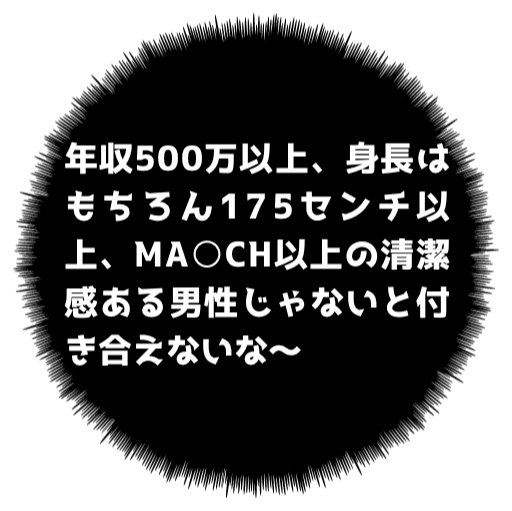 年収500万以上、身長は
もちろん175センチ以
上、MA○CH以上の清潔
感ある男性じゃないと付
き合えないな〜